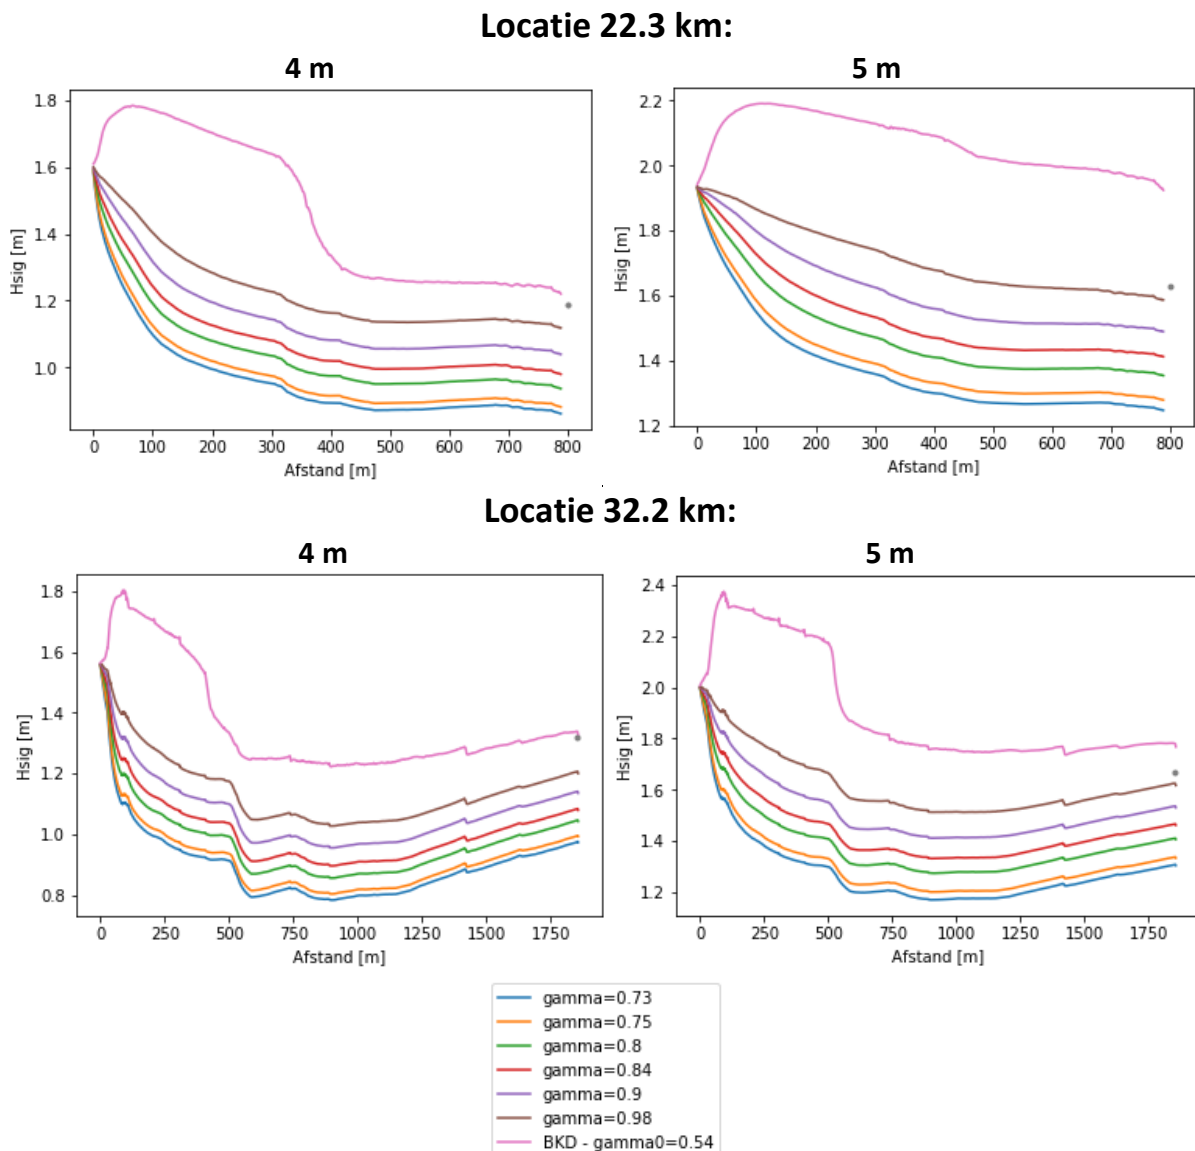 Locatie 22.3 km:
4 m
5 m
1.8
1.6
1.4
1.2
1.0
Hsig [m]
0 100 200 300 400 500 600 700 800
Afstand [m]
2.2
2.0
1.8
1.6
1.4
1.2
Hsig [m]
0 100 200 300 400 500 600 700 800
Afstand [m]
Locatie 32.2 km:
4 m
5 m
1.8
1.6
1.4
1.2
1.0
0.8
Hsig [m]
0 250 500 750 1000 1250 1500 1750
Afstand [m]
2.4
2.2
2.0
1.8
1.6
1.4
1.2
Hsig [m]
0 250 500 750 1000 1250 1500 1750
Afstand [m]
gamma=0.73
gamma=0.75
gamma=0.8
gamma=0.84
gamma=0.9
gamma=0.98
BKD - gamma0=0.54